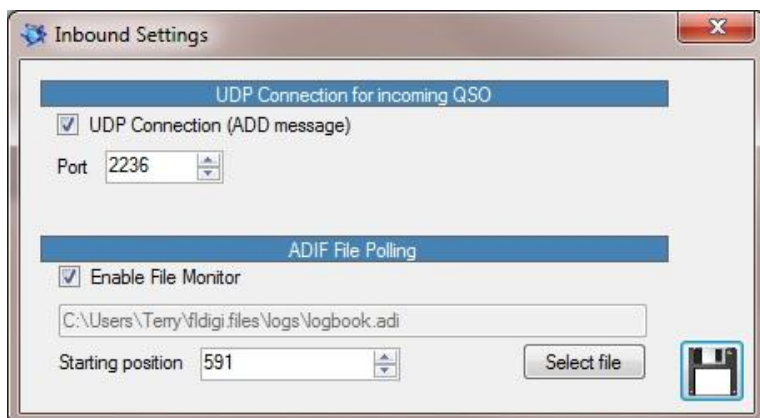 Inbound Settings
UDP Connection for incoming QSO
UDP Connection (ADD message)
Port 2236
ADIF File Polling
Enable File Monitor
C:\Users\Terry\fldigi.files\logs\logbook.adi
Starting position 591 Select file